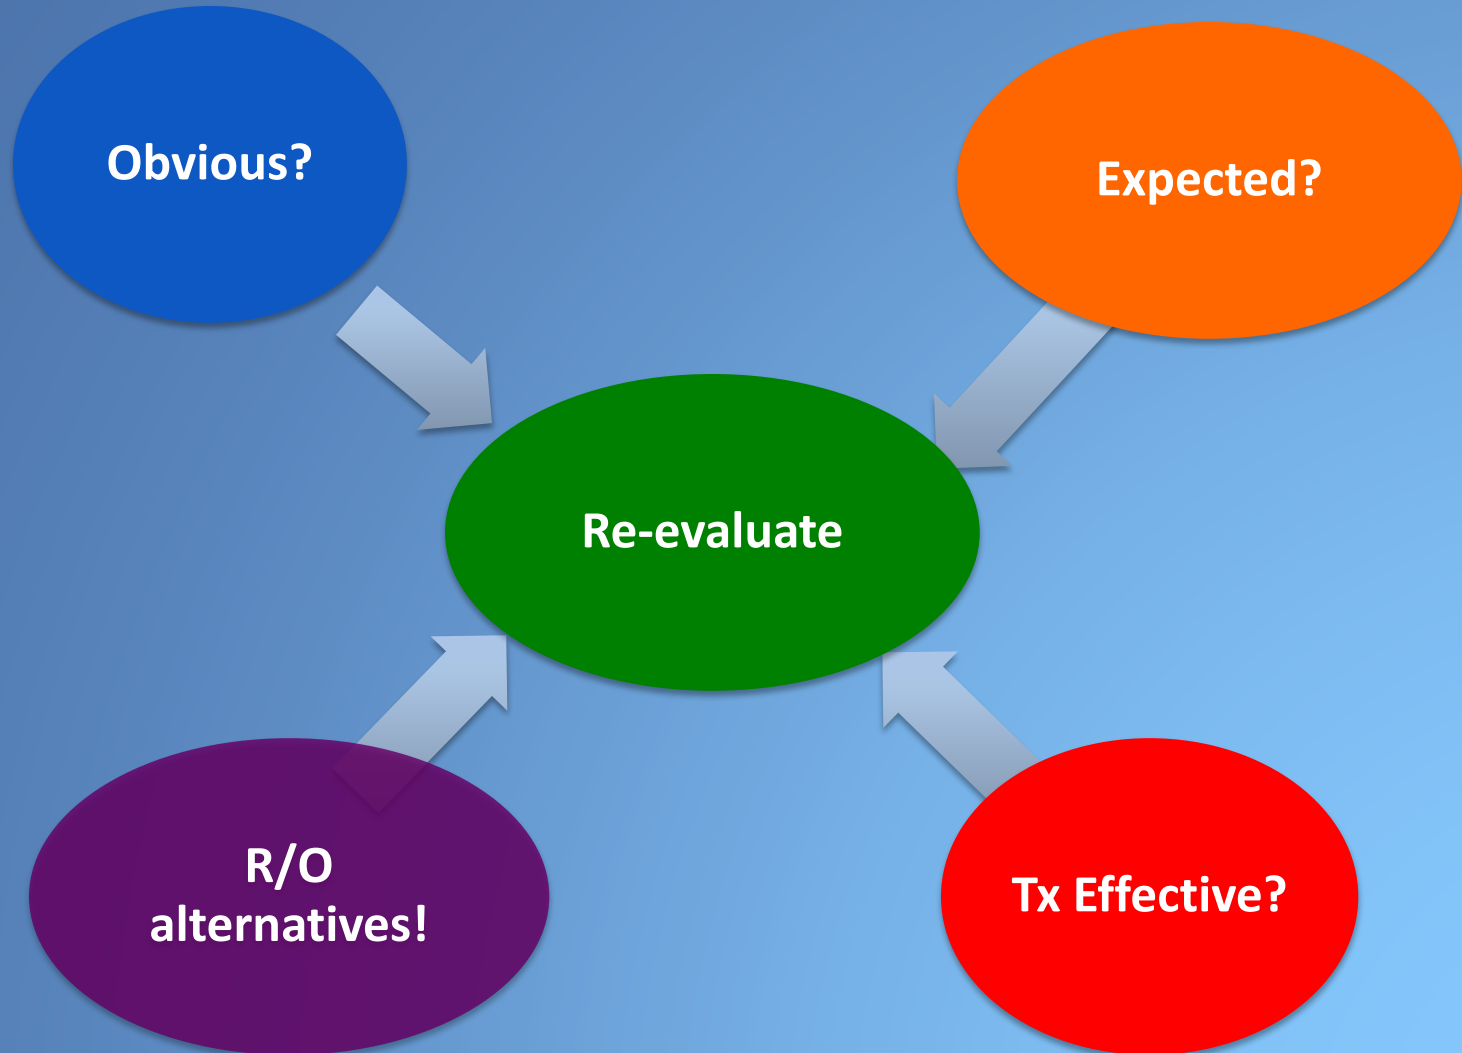 Obvious?
Expected?
Re-evaluate
R/O
alternatives!
Tx Effective?